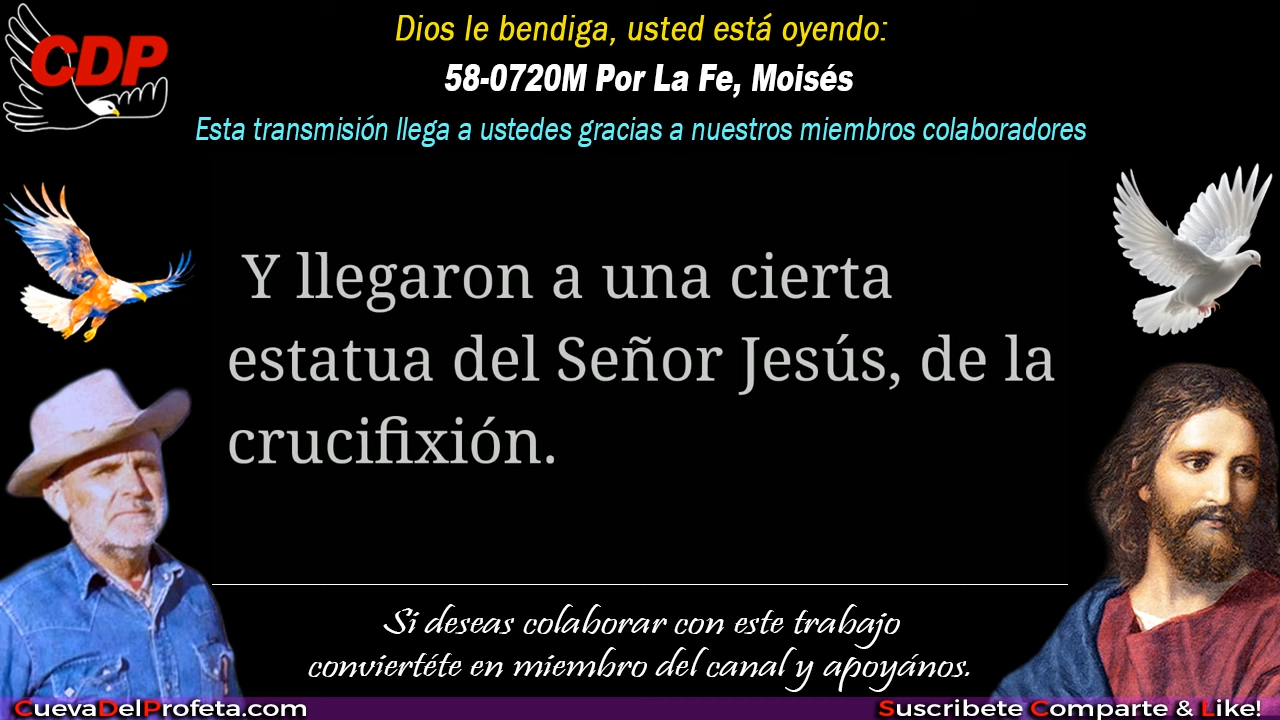 CDP
Dios le bendiga, usted está oyendo:
58-0720M Por La Fe, Moisés
Esta transmisión llega a ustedes gracias a nuestros miembros colaboradores
Y llegaron a una cierta
estatua del Señor Jesús, de la
crucifixión.
Si deseas colaborar con este trabajo
conviertéte en miembro del canal y apoyános.
CuevaDelProfeta.com
Suscribete Comparte & Like!